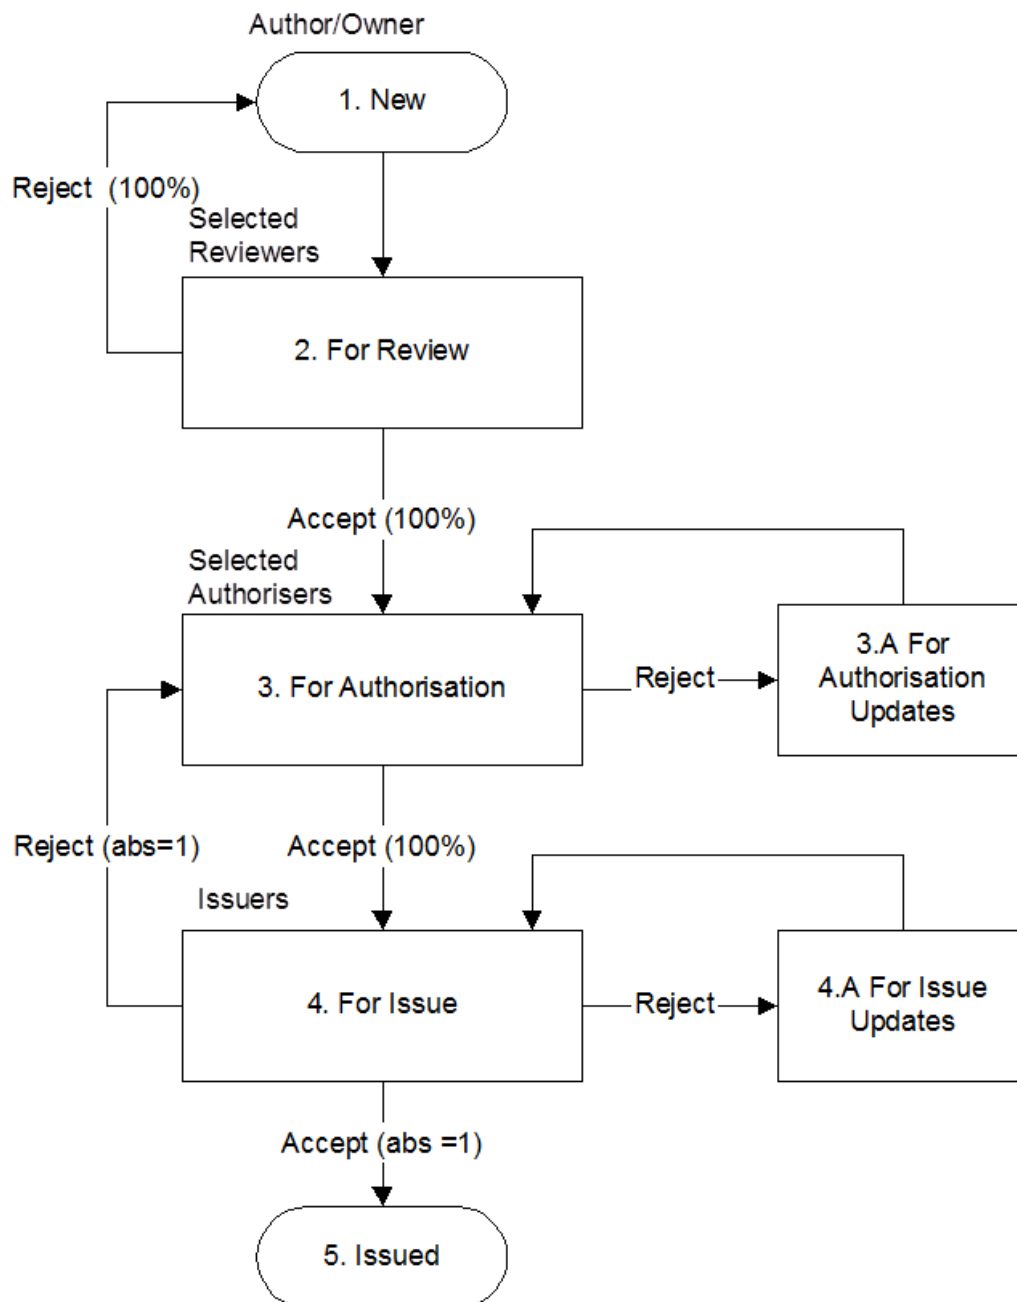 Author/Owner
1. New
Reject (100%)
Selected
Reviewers
2. For Review
Accept (100%)
Selected
Authorisers
3. For Authorisation
Reject
3.A For
Authorisation
Updates
Reject (abs=1)
Accept (100%)
Issuers
4. For Issue
Reject
4.A For Issue
Updates
Accept (abs =1)
5. Issued